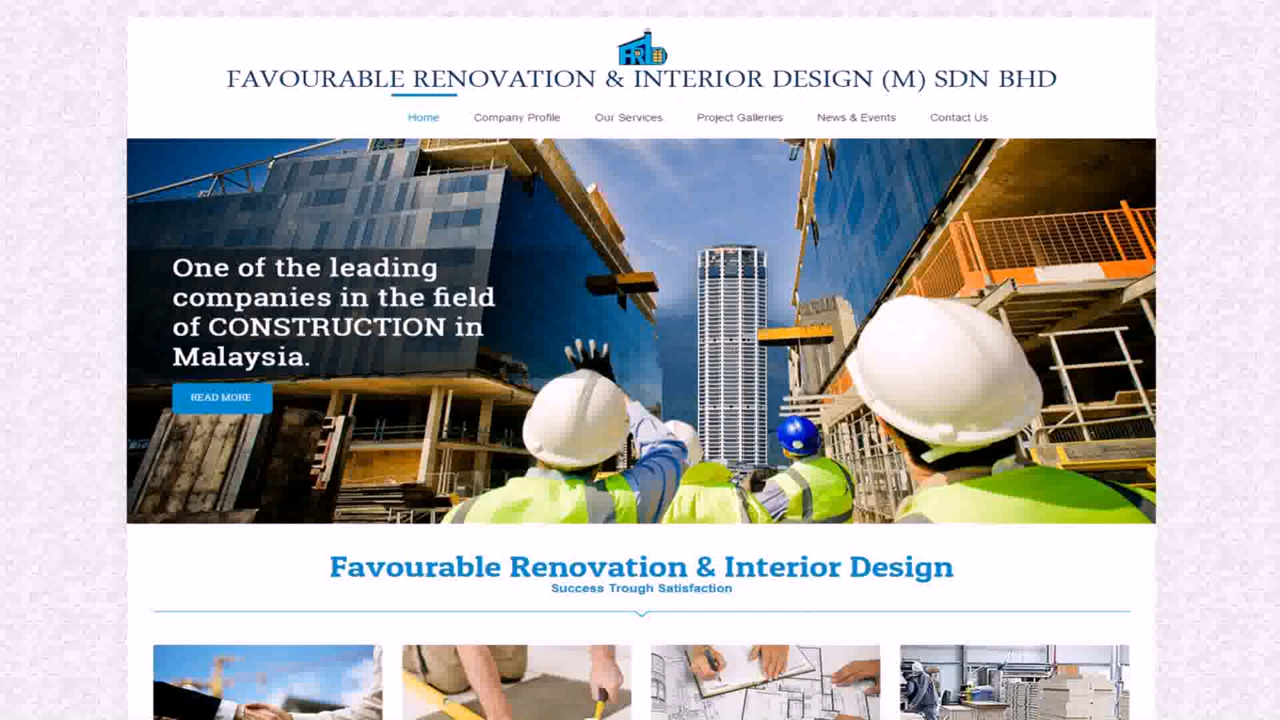 FRID
FAVOURABLE RENOVATION & INTERIOR DESIGN (M) SDN BHD
Home Company Profile Our Services Project Galleries News & Events Contact Us
One of the leading
companies in the field
of CONSTRUCTION in
Malaysia.
READ MORE
Favourable Renovation & Interior Design
Success Trough Satisfaction